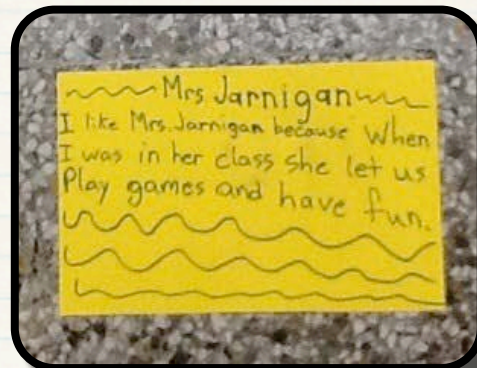 Mrs Jarnigan
I like Mrs. Jarnigan because When
I was in her class she let us
Play games and have fun.